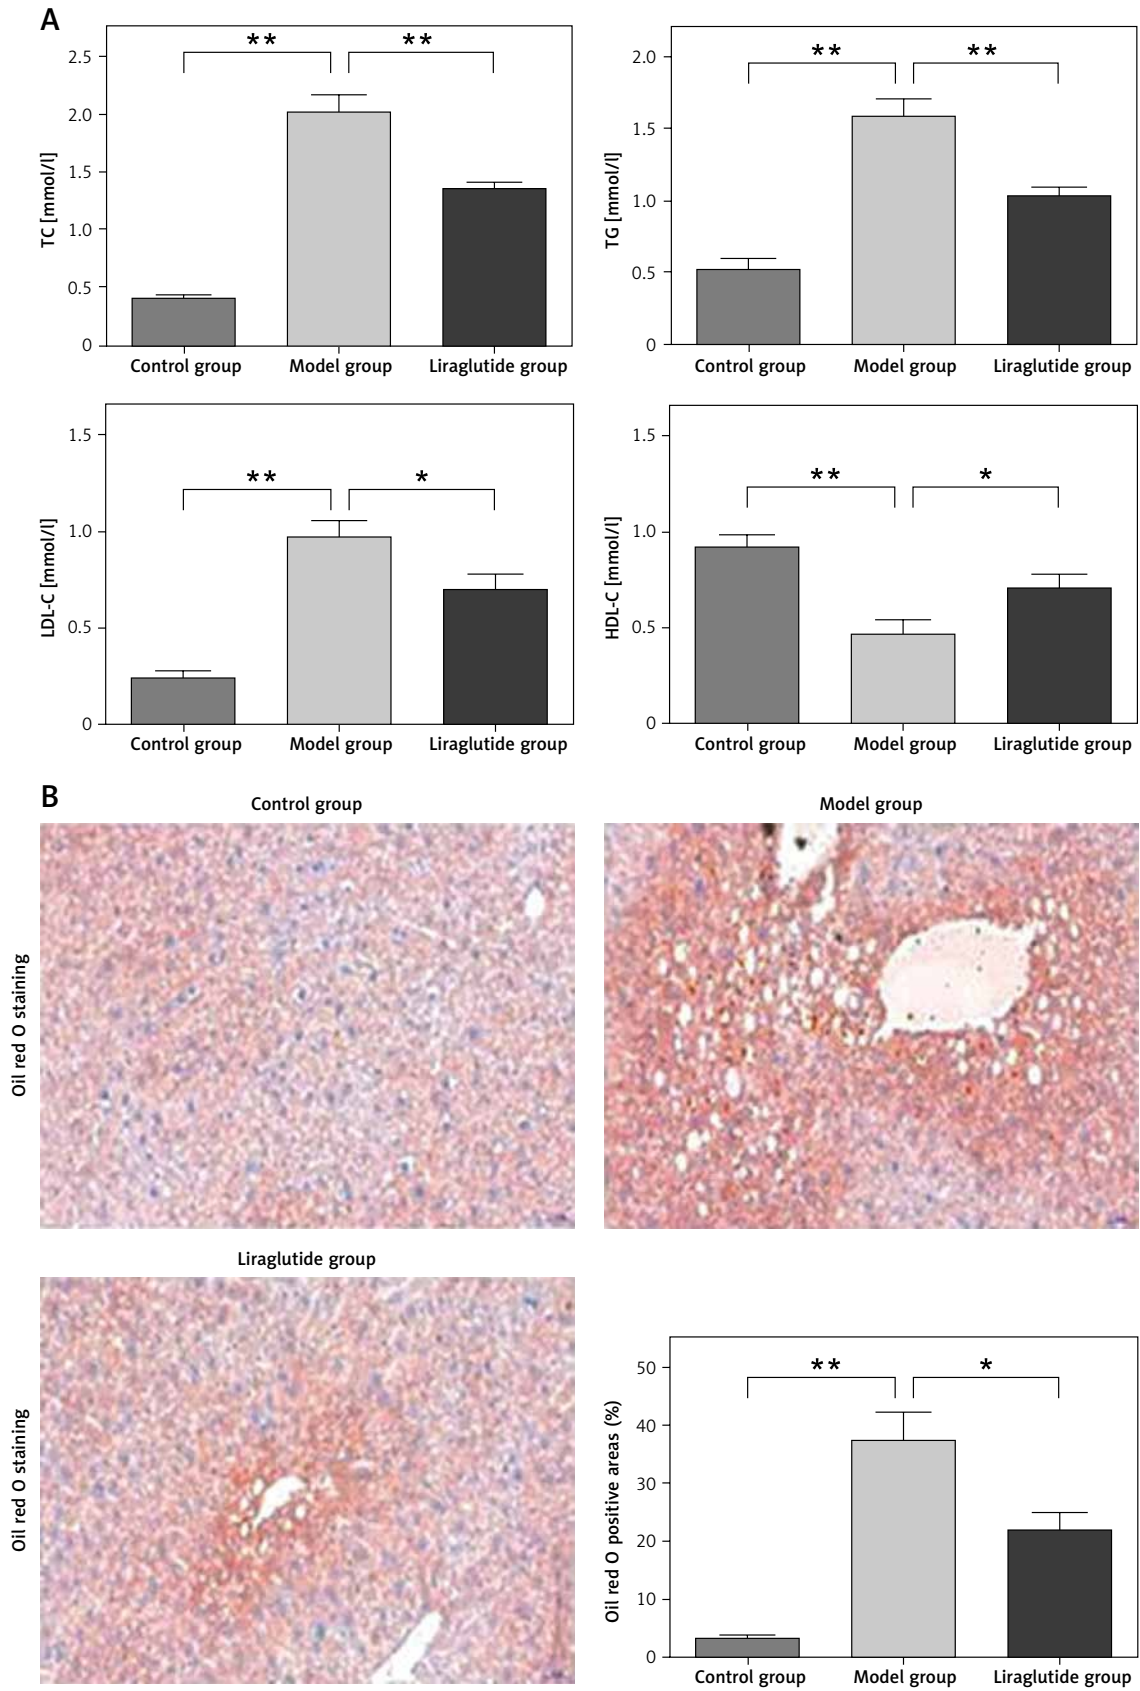 A
TC [mmol/l]
2.5
2.0
1.5
1.0
0.5
0
** **
Control group Model group Liraglutide group
TG [mmol/l]
2.0
1.5
1.0
0.5
0
** **
Control group Model group Liraglutide group
LDL-C [mmol/l]
1.5
1.0
0.5
0
** *
Control group Model group Liraglutide group
HDL-C [mmol/l]
1.5
1.0
0.5
0
** *
Control group Model group Liraglutide group
B
Control group
Model group
Oil red O staining
Liraglutide group
Oil red O staining
Oil red O positive areas (%)
50
40
30
20
10
0
** *
Control group Model group Liraglutide group